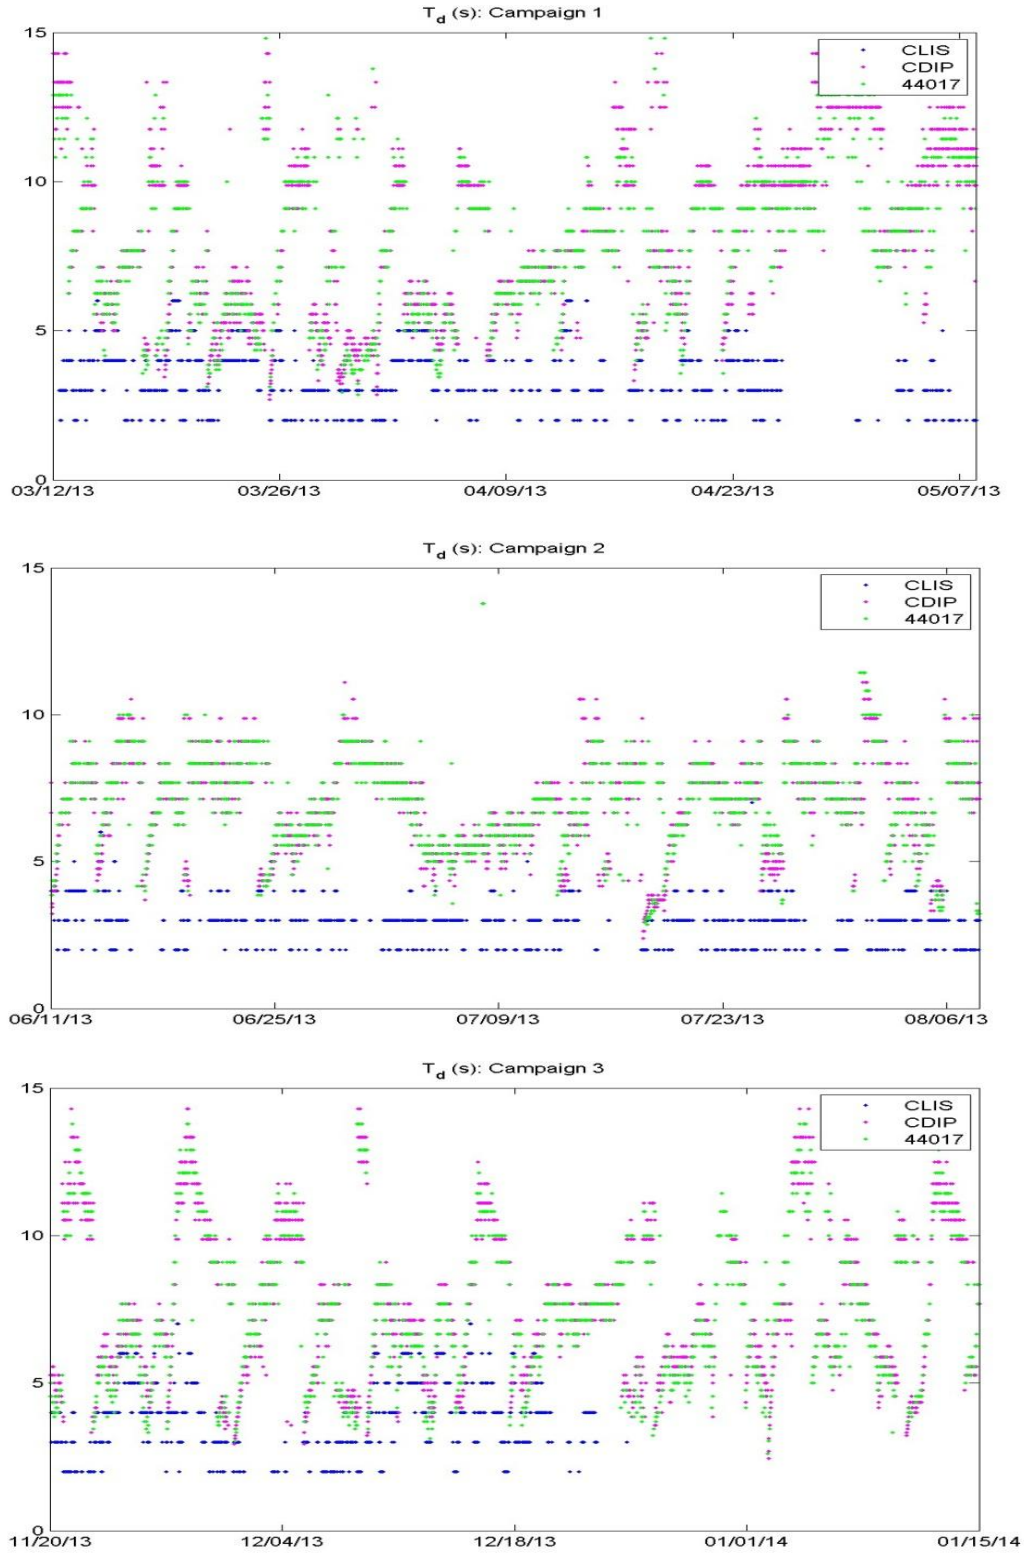 T_d (s): Campaign 1
15
CLIS
CDIP
44017
10
5
0
03/12/13 03/26/13 04/09/13 04/23/13 05/07/13
T_d (s): Campaign 2
15
CLIS
CDIP
44017
10
5
0
06/11/13 06/25/13 07/09/13 07/23/13 08/06/13
T_d (s): Campaign 3
15
CLIS
CDIP
44017
10
5
0
11/20/13 12/04/13 12/18/13 01/01/14 01/15/14